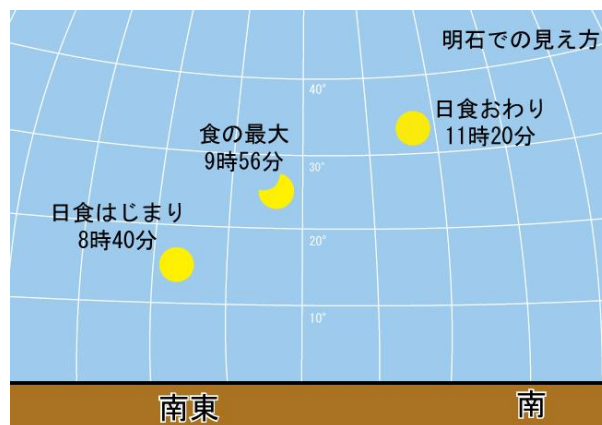 明石での見え方
40°
日食おわり
11時20分
食の最大
9時56分
30°
日食はじまり
8時40分
20°
10°
南東
南